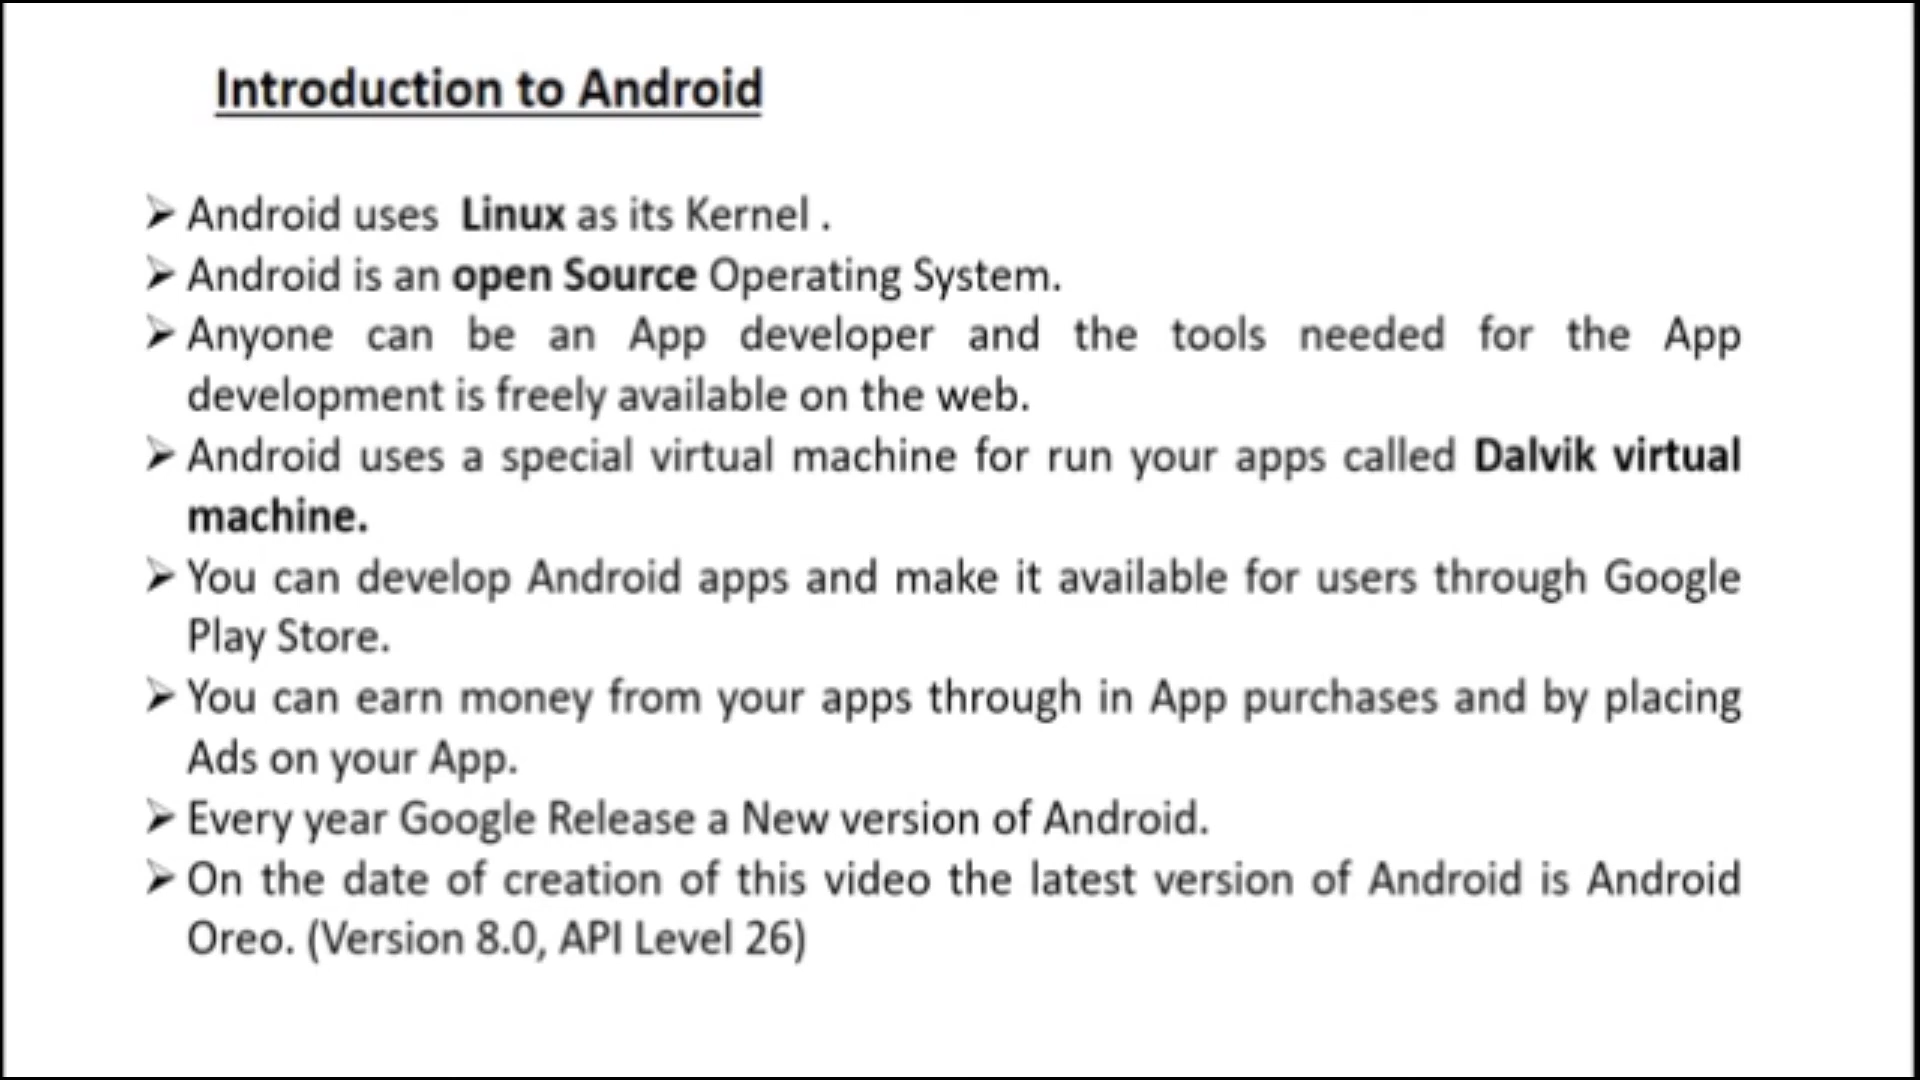 Introduction to Android
➢ Android uses Linux as its Kernel .
➢ Android is an open Source Operating System.
➢ Anyone can be an App developer and the tools needed for the App
development is freely available on the web.
➢ Android uses a special virtual machine for run your apps called Dalvik virtual
machine.
➢ You can develop Android apps and make it available for users through Google
Play Store.
➢ You can earn money from your apps through in App purchases and by placing
Ads on your App.
➢ Every year Google Release a New version of Android.
➢ On the date of creation of this video the latest version of Android is Android
Oreo. (Version 8.0, API Level 26)